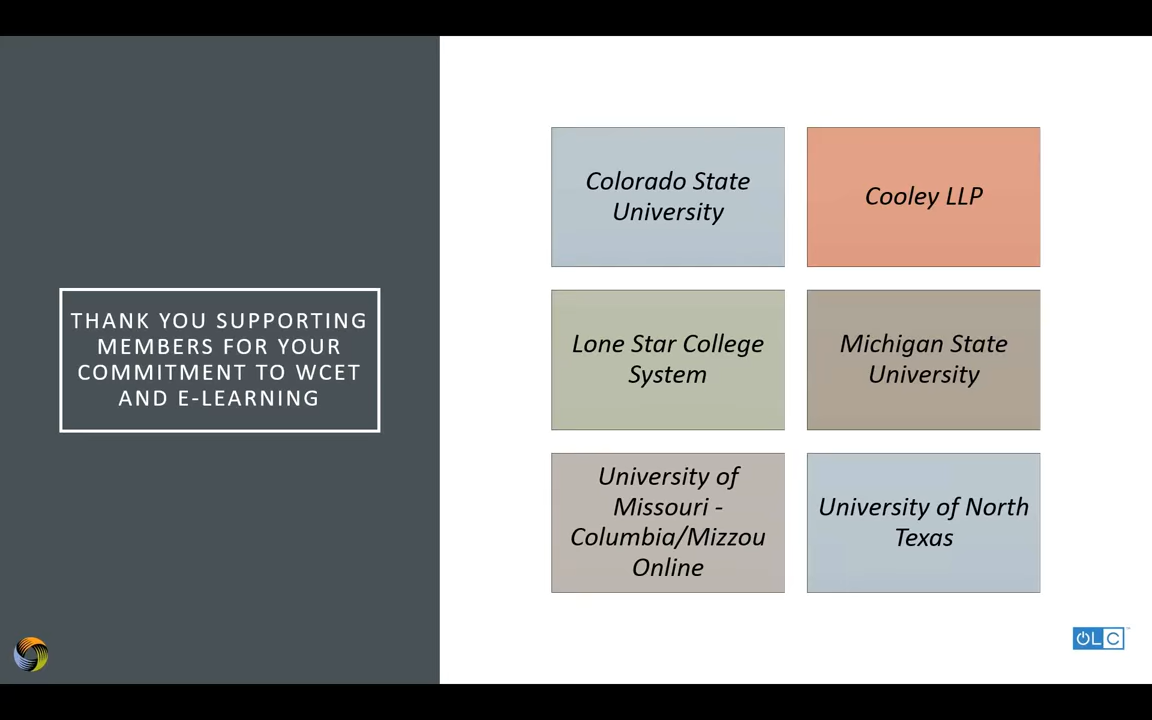 THANK YOU SUPPORTING
MEMBERS FOR YOUR
COMMITMENT TO WCET
AND E-LEARNING
Colorado State
University
Cooley LLP
Lone Star College
System
Michigan State
University
University of
Missouri -
Columbia/Mizzou
Online
University of North
Texas
OLC